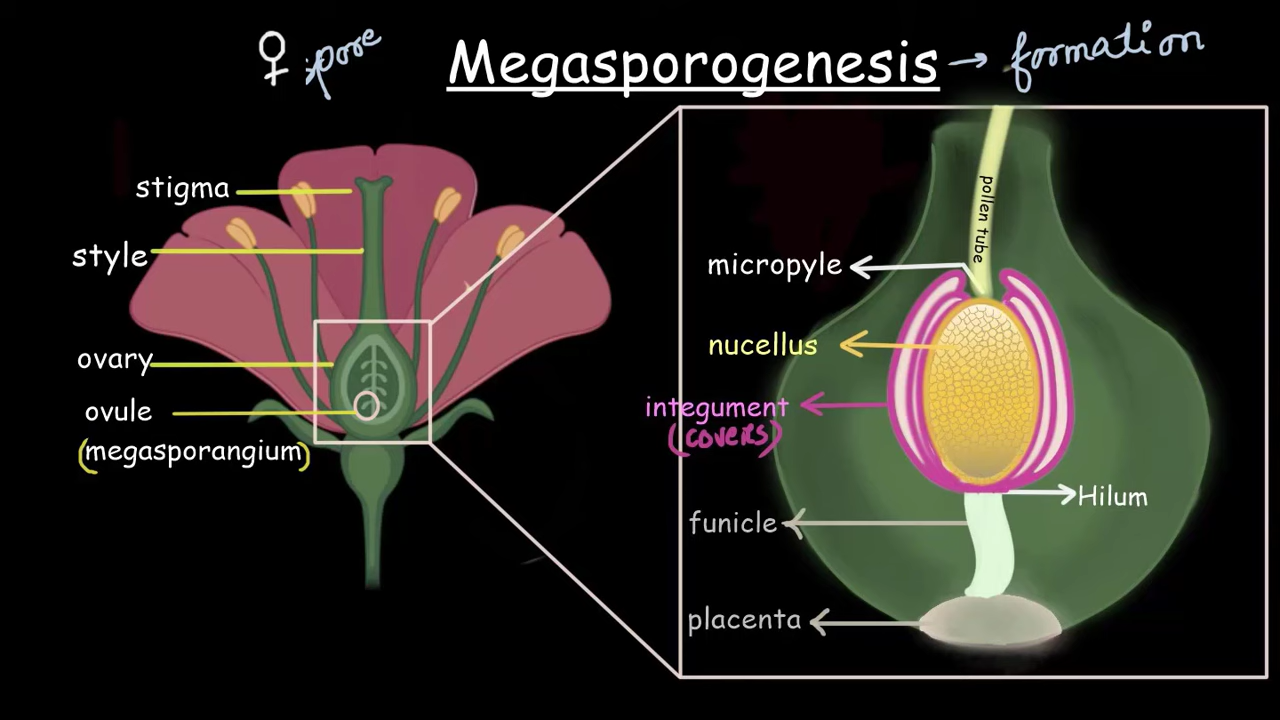 ♀ spore
Megasporogenesis → formation
stigma
style
ovary
ovule
(megasporangium)
pollen tube
micropyle
nucellus
integument
(covers)
Hilum
funicle
placenta